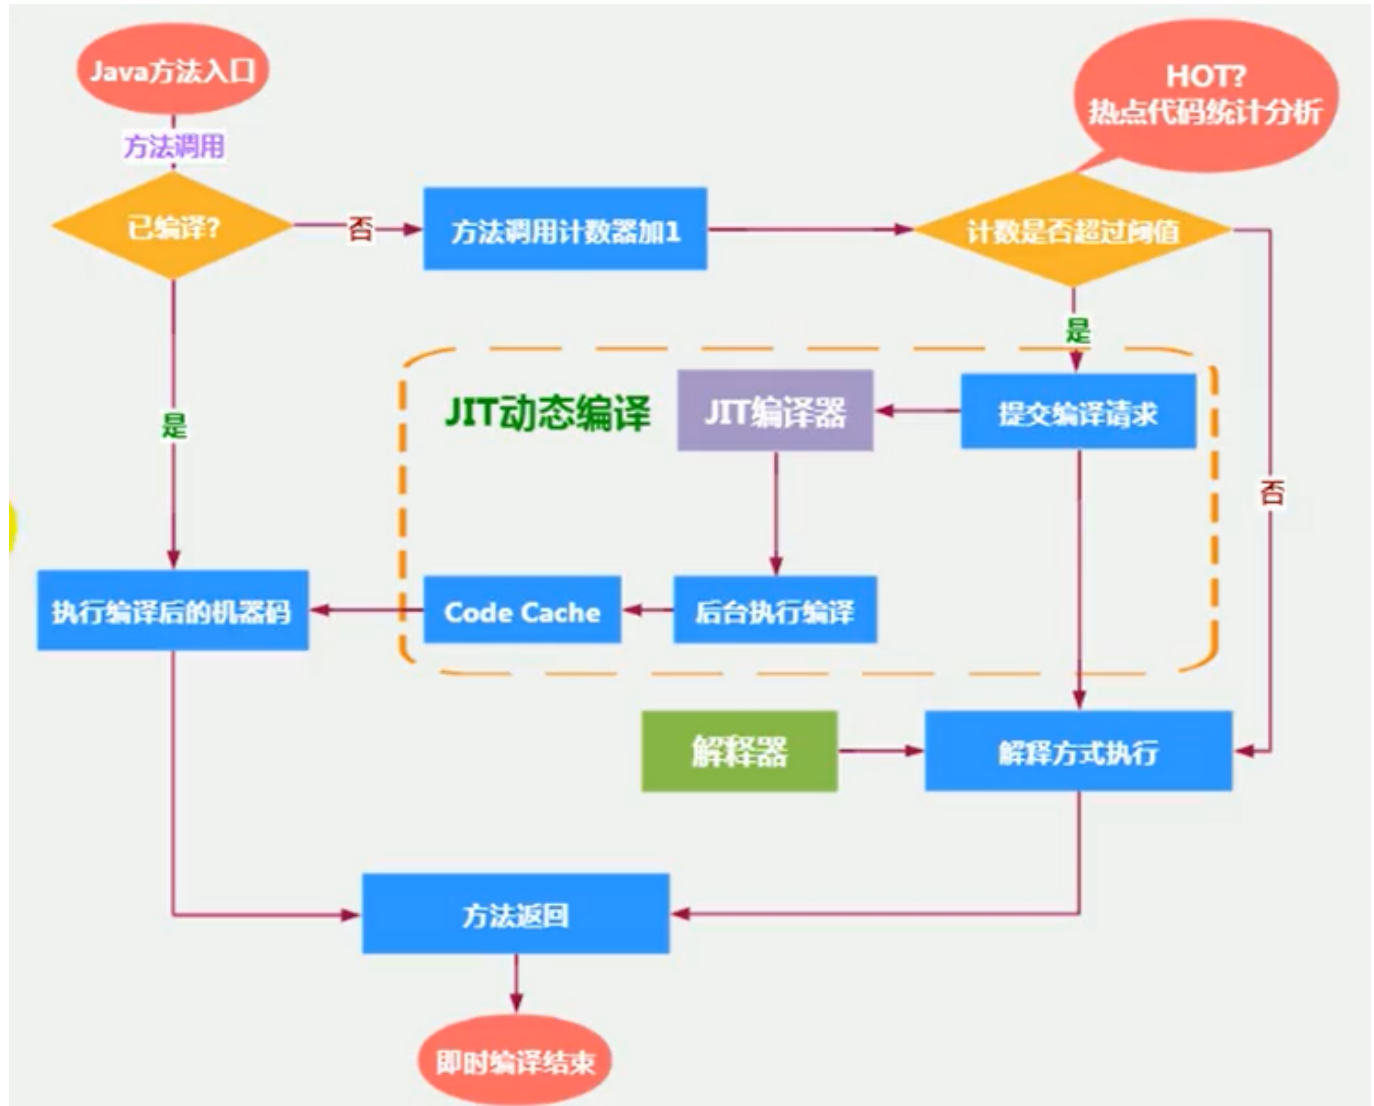 Java方法入口
HOT?
热点代码统计分析
方法调用
已编译?
否
方法调用计数器加1
计数是否超过阈值
是
JIT动态编译
JIT编译器
提交编译请求
是
否
执行编译后的机器码
Code Cache
后台执行编译
解释器
解释方式执行
方法返回
即时编译结束